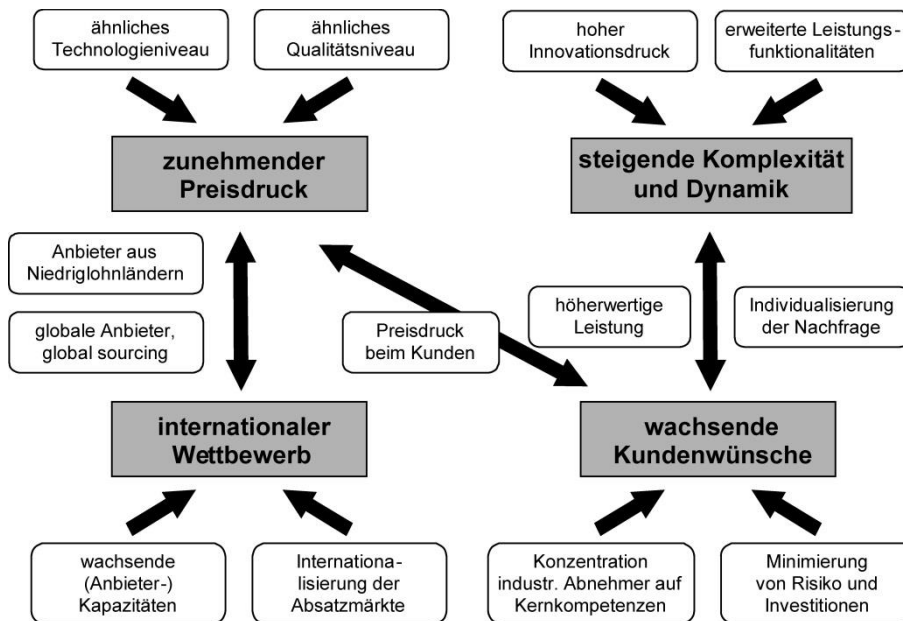 ähnliches
Technologieniveau
ähnliches
Qualitätsniveau
hoher
Innovationsdruck
erweiterte Leistungs-
funktionalitäten
zunehmender
Preisdruck
steigende Komplexität
und Dynamik
Anbieter aus
Niedriglohnländern
globale Anbieter,
global sourcing
Preisdruck
beim Kunden
höherwertige
Leistung
Individualisierung
der Nachfrage
internationaler
Wettbewerb
wachsende
Kundenwünsche
wachsende
(Anbieter-)
Kapazitäten
Internationa-
lisierung der
Absatzmärkte
Konzentration
industr. Abnehmer auf
Kernkompetenzen
Minimierung
von Risiko und
Investitionen